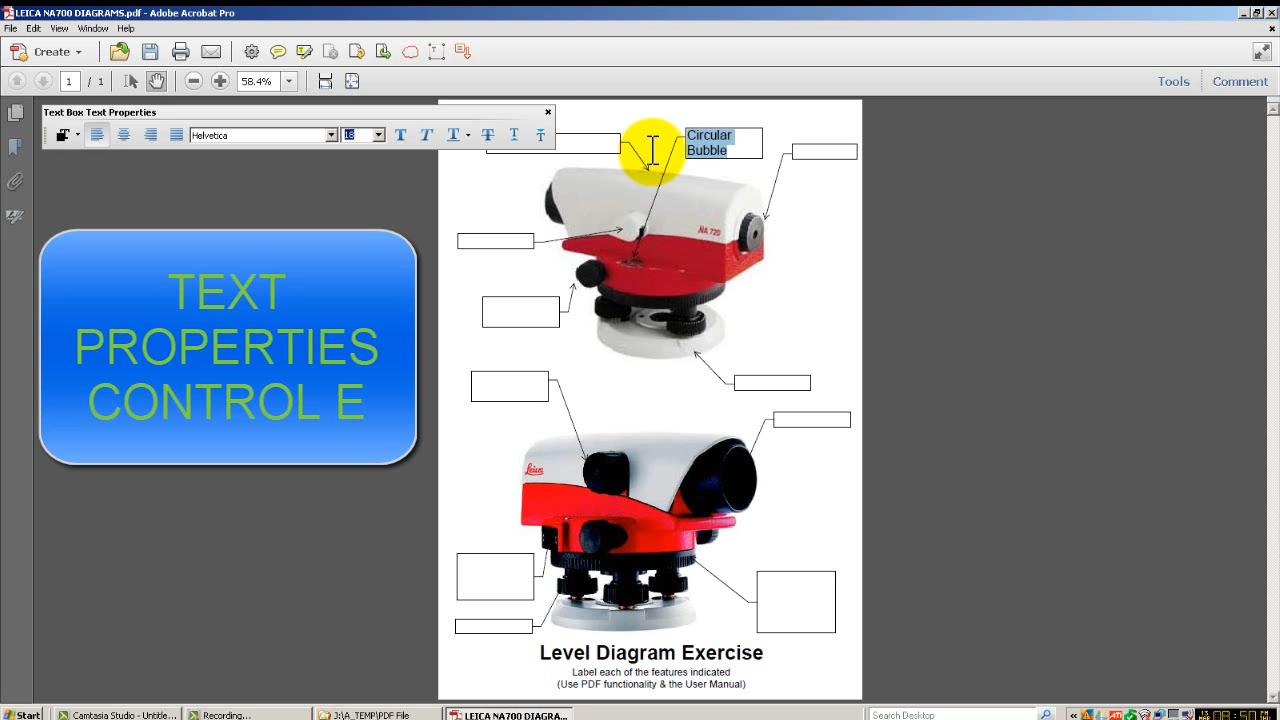 LEICA NA700 DIAGRAMS.pdf - Adobe Acrobat Pro
File Edit View Window Help
Create
1 / 1 58.4% Tools Comment
Text Box Text Properties
Helvetica 18
Circular
Bubble
NA 720
TEXT
PROPERTIES
CONTROL E
Leica
Level Diagram Exercise
Label each of the features indicated
(Use PDF functionality & the User Manual)
Start Camtasia Studio - Untitle... Recording... J:\A_TEMP\PDF File LEICA NA700 DIAGRA... Search Desktop